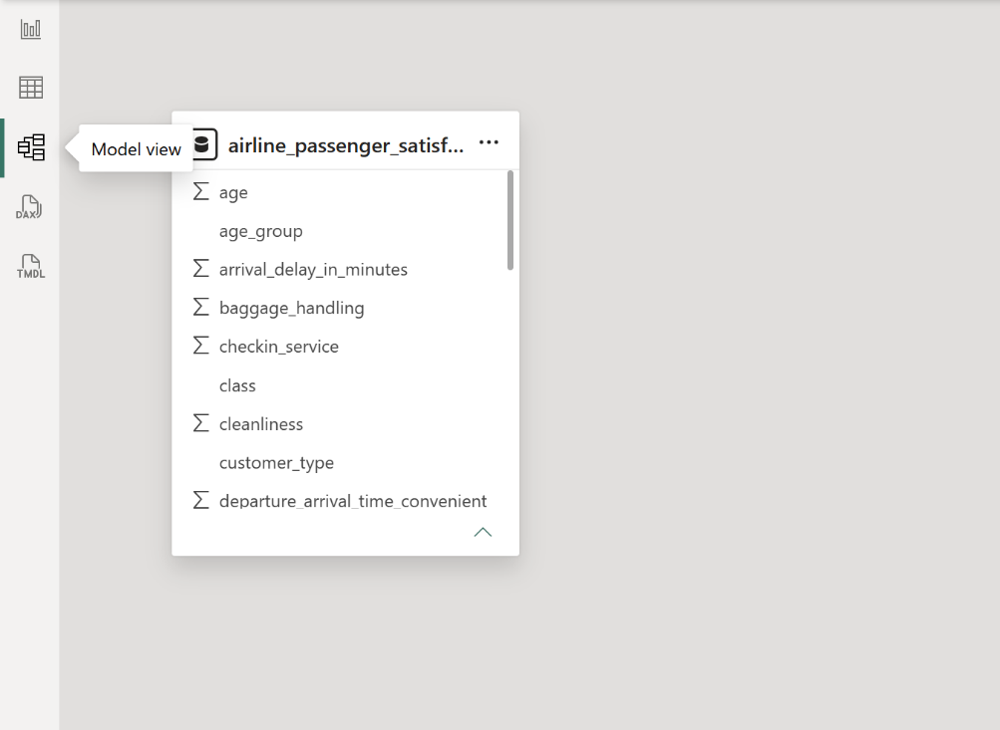 Model view
DAX
TMDL
airline_passenger_satisf...
∑ age
age_group
∑ arrival_delay_in_minutes
∑ baggage_handling
∑ checkin_service
class
∑ cleanliness
customer_type
∑ departure_arrival_time_convenient